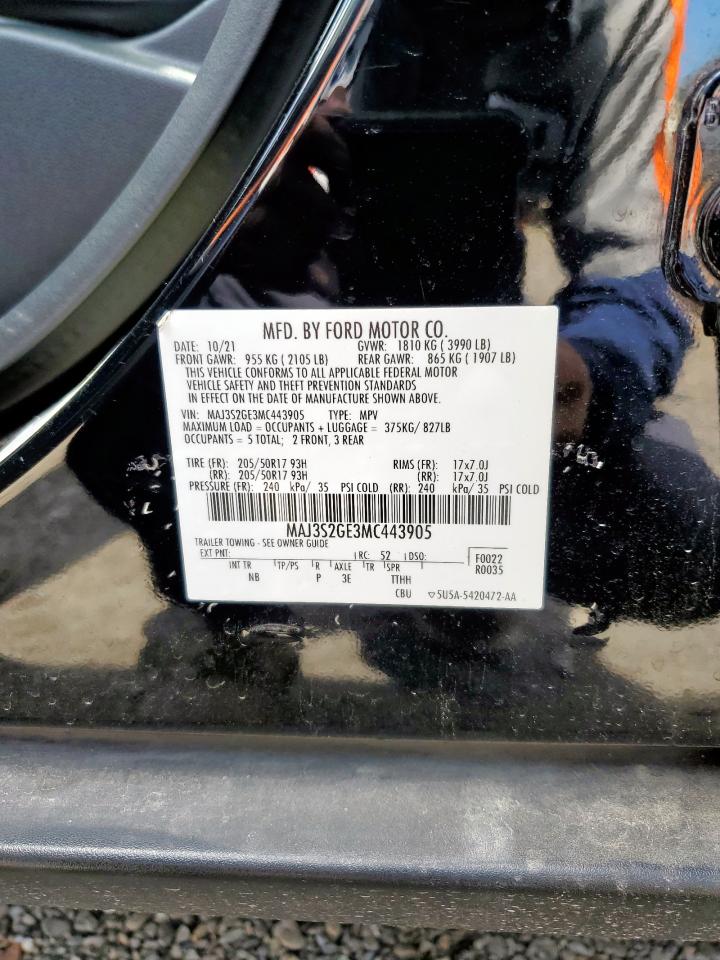 MFD. BY FORD MOTOR CO.
DATE: 10/21 GVWR: 1810 KG ( 3990 LB)
FRONT GAWR: 955 KG ( 2105 LB) REAR GAWR: 865 KG ( 1907 LB)
THIS VEHICLE CONFORMS TO ALL APPLICABLE FEDERAL MOTOR
VEHICLE SAFETY AND THEFT PREVENTION STANDARDS
IN EFFECT ON THE DATE OF MANUFACTURE SHOWN ABOVE.
VIN: MAJ3S2GE3MC443905 TYPE: MPV
MAXIMUM LOAD = OCCUPANTS + LUGGAGE = 375KG/ 827LB
OCCUPANTS = 5 TOTAL; 2 FRONT, 3 REAR
TIRE (FR): 205/50R17 93H RIMS (FR): 17x7.0J
(RR): 205/50R17 93H (RR): 17x7.0J
PRESSURE (FR): 240 kPa/ 35 PSI COLD (RR): 240 kPa/ 35 PSI COLD
MAJ3S2GE3MC443905
TRAILER TOWING - SEE OWNER GUIDE
EXT PNT: RC: 52 DSO: F0022
INT TR TP/PS R AXLE TR SPR R0035
NB P 3E TTHH
CBU ▽5U5A-5420472-AA